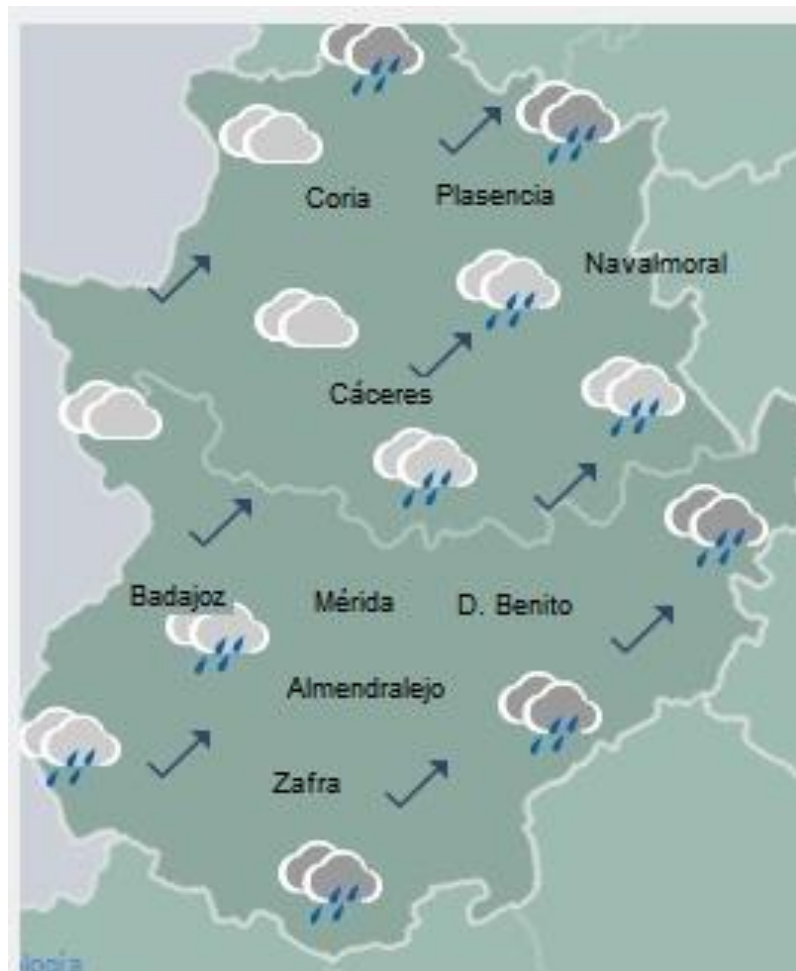 Coria
Plasencia
Navalmoral
Cáceres
Badajoz
Mérida
D. Benito
Almendralejo
Zafra